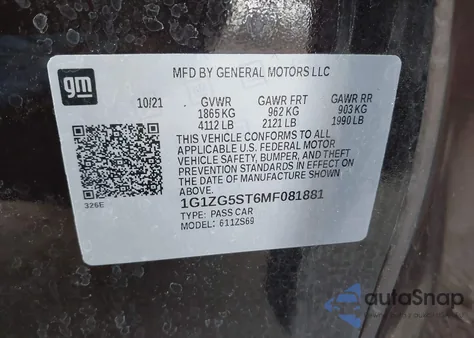 gm
MFD BY GENERAL MOTORS LLC
10/21 GVWR GAWR FRT GAWR RR
1865 KG 962 KG 903 KG
4112 LB 2121 LB 1990 LB
THIS VEHICLE CONFORMS TO ALL
APPLICABLE U.S. FEDERAL MOTOR
VEHICLE SAFETY, BUMPER, AND THEFT
PREVENTION STANDARDS IN EFFECT ON
THE DATE OF MANUFACTURE SHOWN ABOVE.
326E
1G1ZG5ST6MF081881
TYPE: PASS CAR
MODEL: 611ZS69
autoSnap